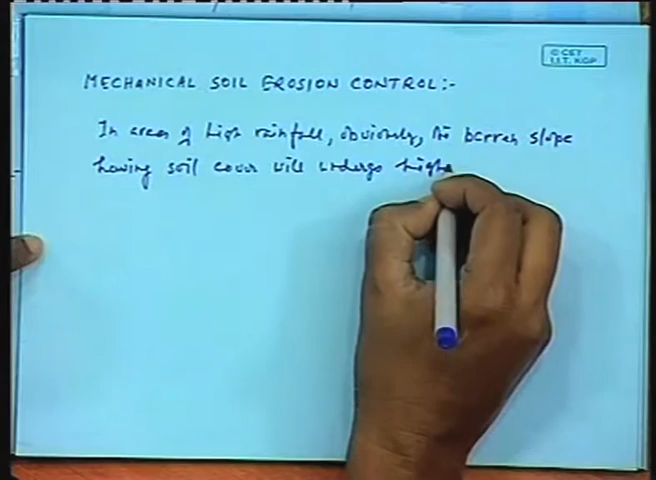 © CET
I.I.T. KGP
MECHANICAL SOIL EROSION CONTROL:-
In areas of high rainfall, obviously, the barren slope
having soil cover will undergo highe